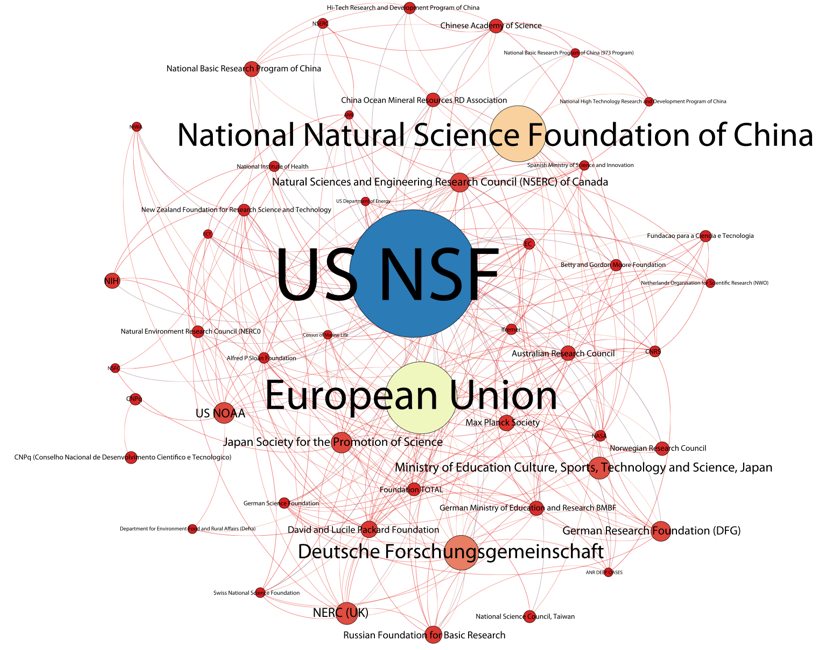 Hi-Tech Research and Development Program of China
NSERC
Chinese Academy of Science
National Basic Research Program of China (973 Program)
National Basic Research Program of China
China Ocean Mineral Resources RD Association
National High Technology Research and Development Program of China
National Natural Science Foundation of China
Spanish Ministry of Science and Innovation
National Institute of Health
Natural Sciences and Engineering Research Council (NSERC) of Canada
US Department of Energy
New Zealand Foundation for Research Science and Technology
Fundacao para a Ciencia e Tecnologia
EC
US NSF
Betty and Gordon Moore Foundation
NIH
Netherlands Organisation for Scientific Research (NWO)
Natural Environment Research Council (NERC0
Ifremer
Census of Marine Life
Australian Research Council
CNRS
Alfred P Sloan Foundation
European Union
CNPq
US NOAA
Max Planck Society
NASA
Japan Society for the Promotion of Science
Norwegian Research Council
CNPq (Conselho Nacional de Desenvolvimento Cientifico e Tecnologico)
Ministry of Education Culture, Sports, Technology and Science, Japan
Foundation TOTAL
German Science Foundation
German Ministry of Education and Research BMBF
Department for Environment Food and Rural Affairs (Defra)
David and Lucile Packard Foundation
German Research Foundation (DFG)
Deutsche Forschungsgemeinschaft
ANR DEEP OASES
Swiss National Science Foundation
NERC (UK)
National Science Council, Taiwan
Russian Foundation for Basic Research